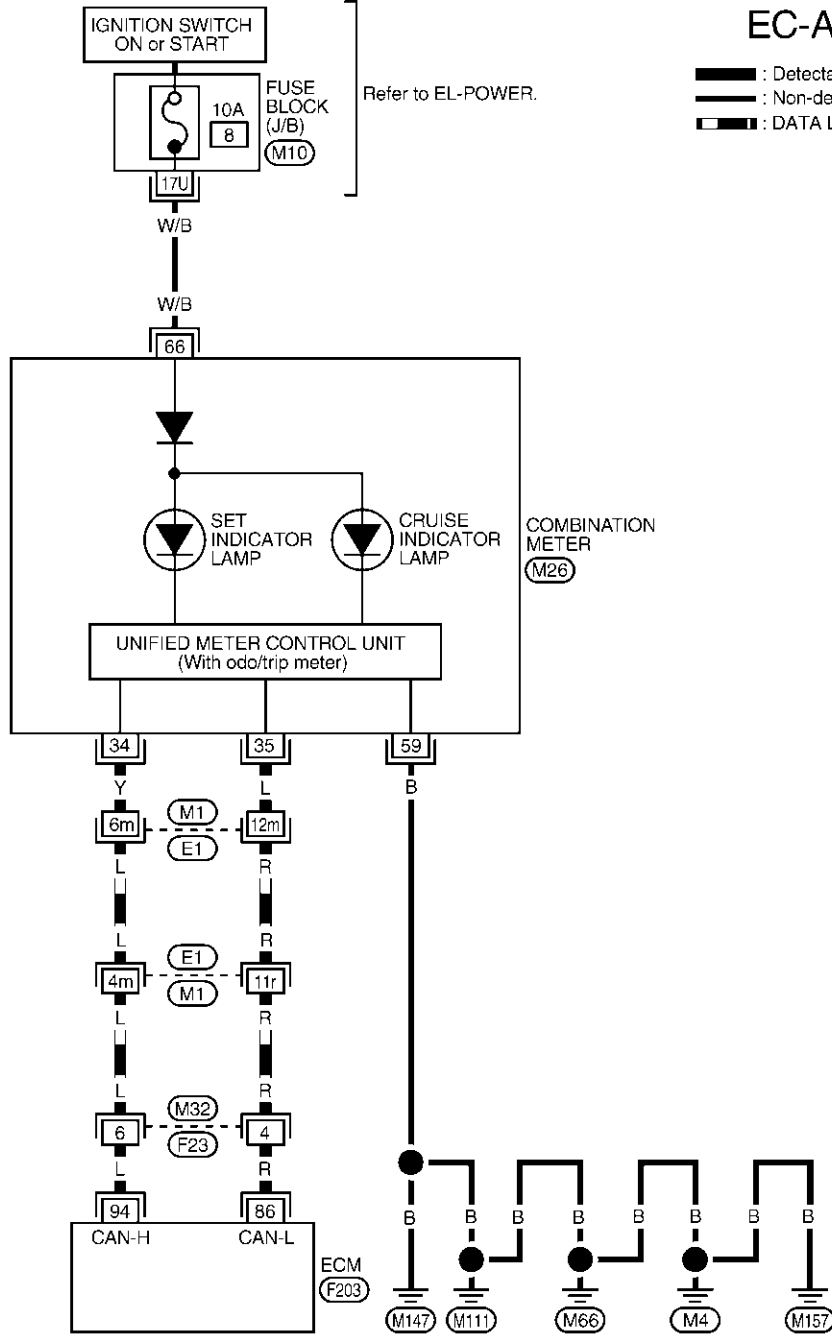 EC-A
IGNITION SWITCH
ON or START
FUSE
BLOCK
(J/B)
M10
10A
8
Refer to EL-POWER.
: Detecta
: Non-de
: DATA L
17U
W/B
W/B
66
SET
INDICATOR
LAMP
CRUISE
INDICATOR
LAMP
COMBINATION
METER
M26
UNIFIED METER CONTROL UNIT
(With odo/trip meter)
34 35 59
Y L B
6m M1 12m
E1
L R
L R
4m E1 11r
M1
L R
L R
6 M32 4
F23
L R
94 86
CAN-H CAN-L
ECM
F203
B B B B B B B B
M147 M111 M66 M4 M157